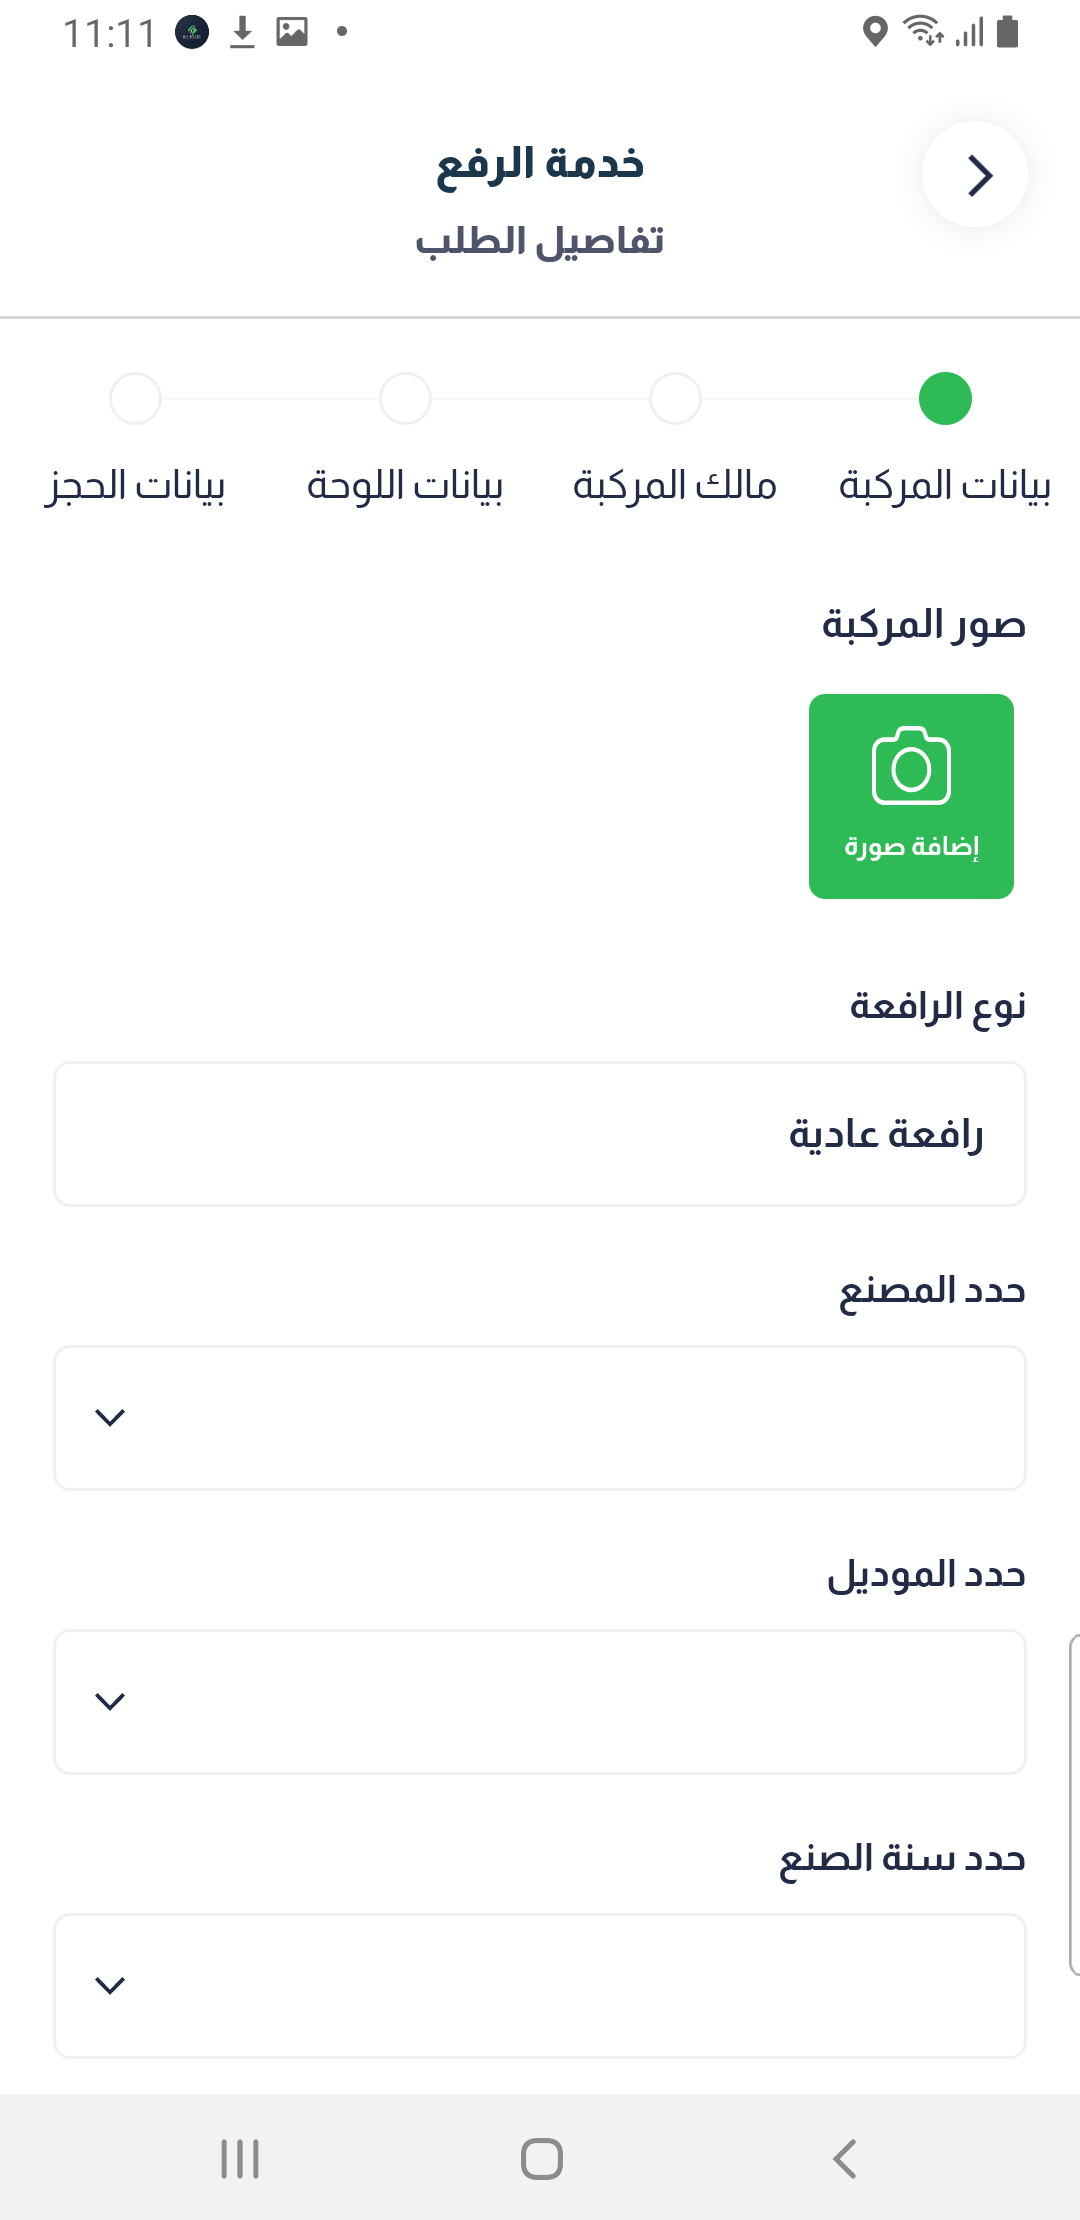 11:11
خدمة الرفع
تفاصيل الطلب
بيانات المركبة
مالك المركبة
بيانات اللوحة
بيانات الحجز
صور المركبة
إضافة صورة
نوع الرافعة
رافعة عادية
حدد المصنع
حدد الموديل
حدد سنة الصنع